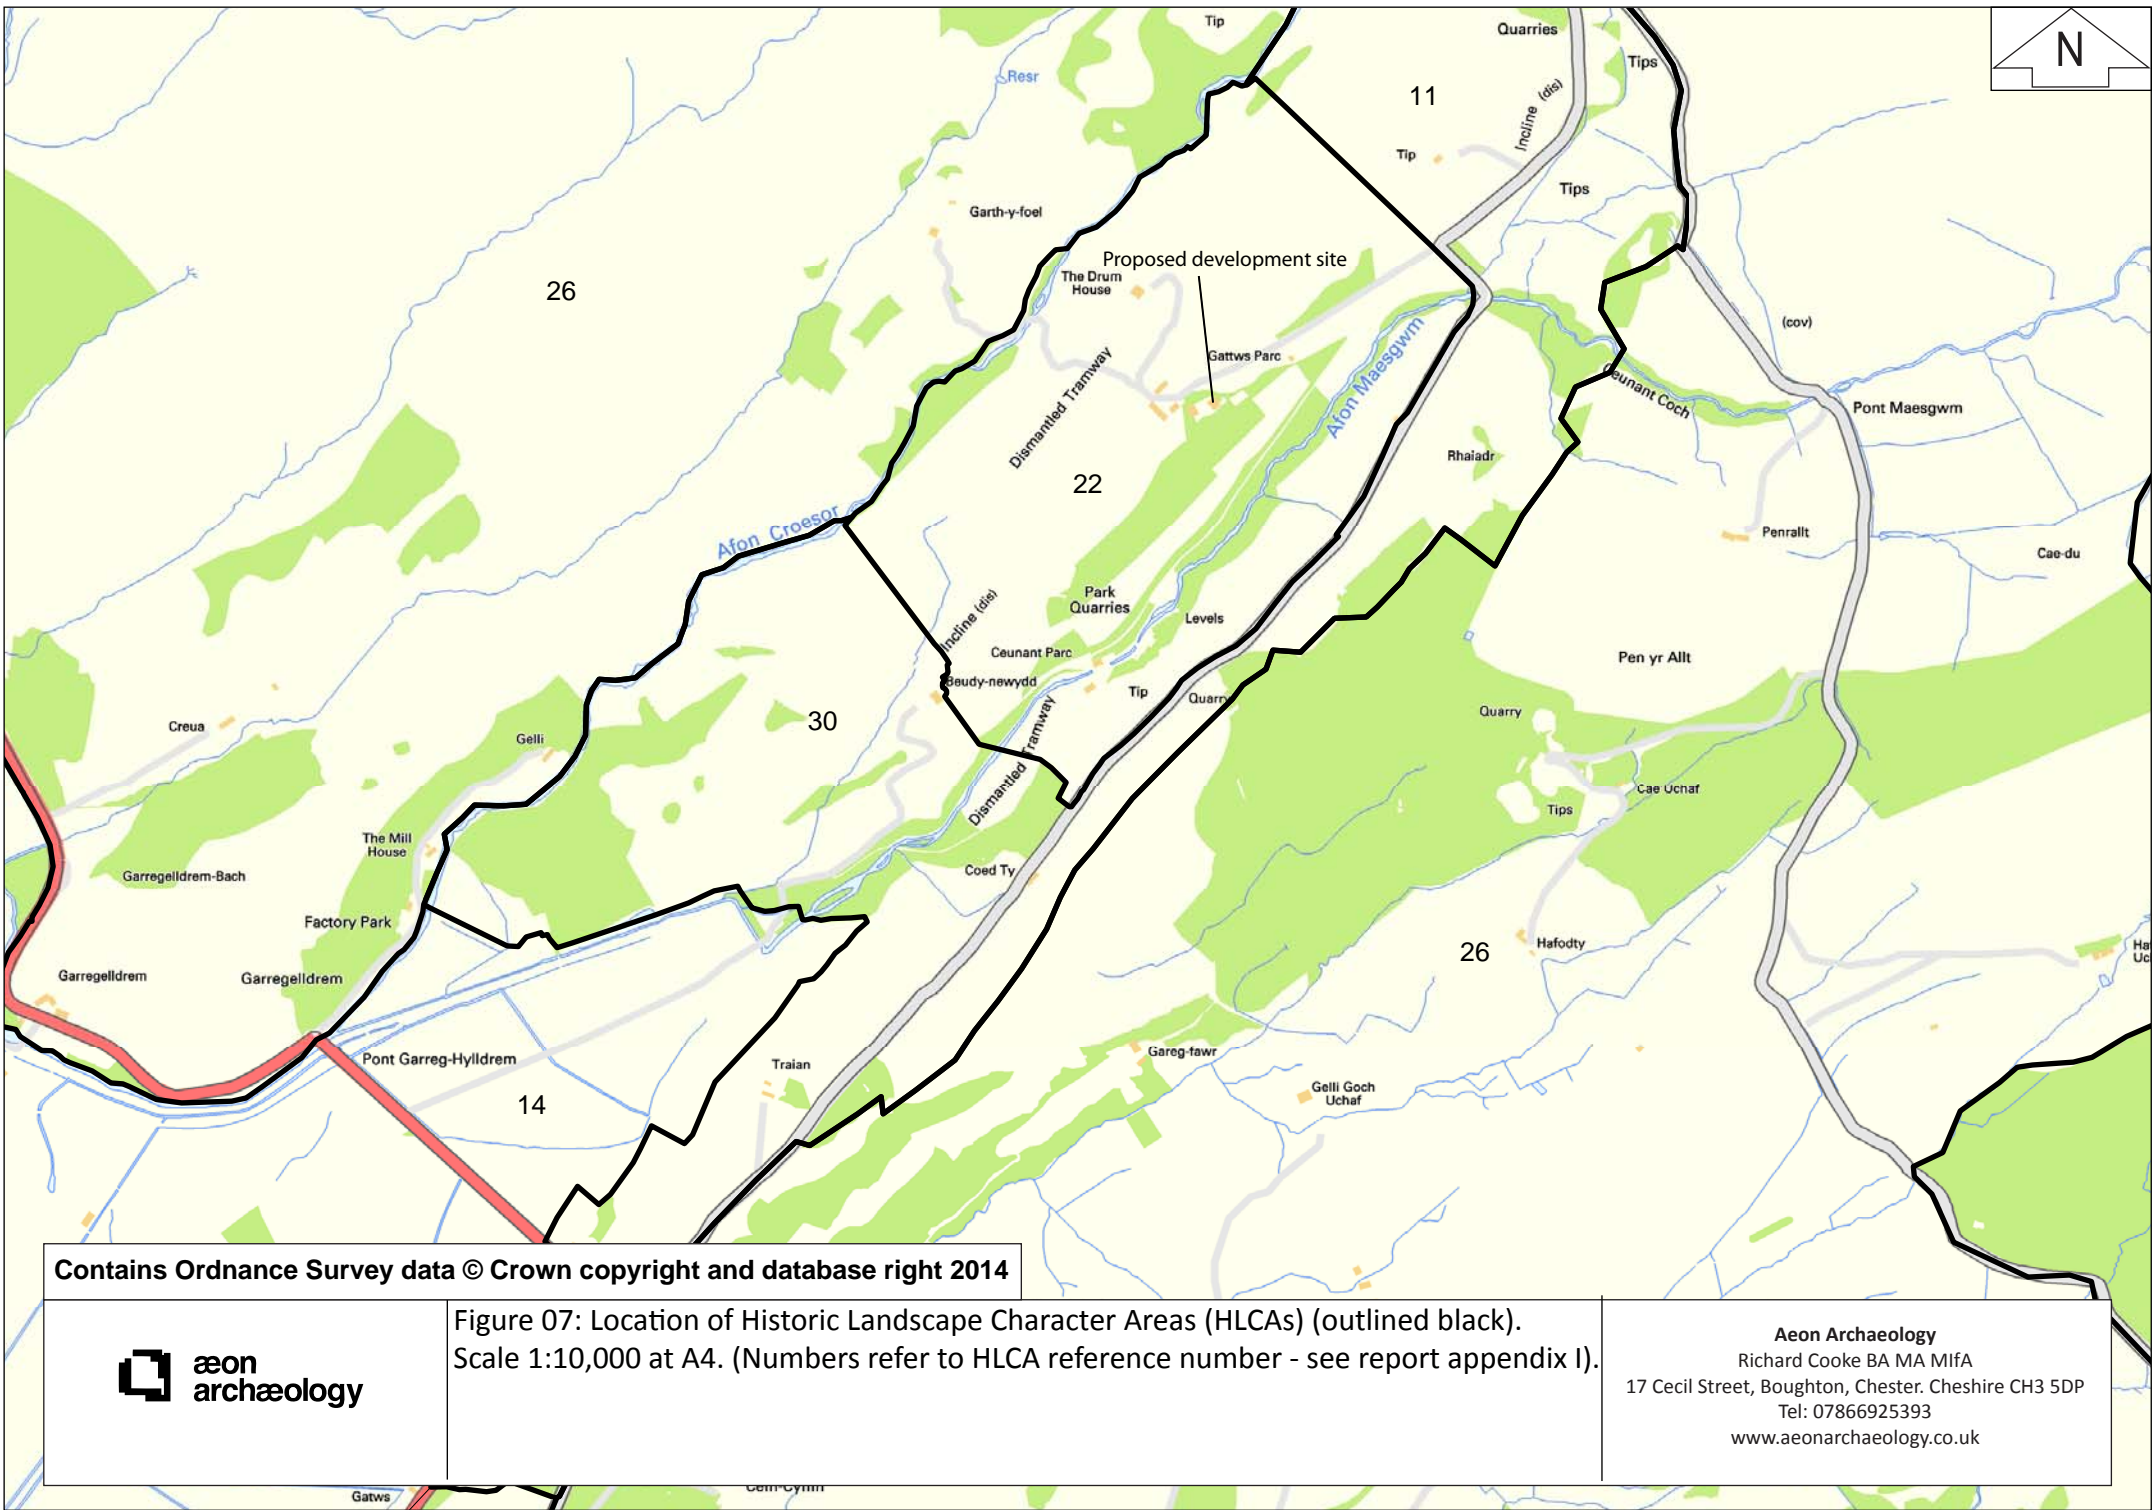 Tip
Quarries
Tips
N
Resr
11
Incline (dis)
Tip
Tips
Garth-y-foel
Proposed development site
The Drum
House
26
(cov)
Gattws Parc
Afon Maesgwm
Dismantled Tramway
Ceunant Coch
Pont Maesgwm
Rhaiadr
22
Afon Croesor
Penrallt
Cae-du
Park
Quarries
Incline (dis)
Levels
Ceunant Parc
Beudy-newydd
Pen yr Allt
Tip
Quarry
Quarry
Creua
Gelli
30
Dismantled Tramway
Cae Uchaf
Tips
The Mill
House
Garregelldrem-Bach
Coed Ty
Factory Park
26
Hafodty
Garregelldrem
Garregelldrem
Pont Garreg-Hylldrem
Traian
Gareg-fawr
Gelli Goch
Uchaf
14
Contains Ordnance Survey data © Crown copyright and database right 2014
æon
archæology
Figure 07: Location of Historic Landscape Character Areas (HLCAs) (outlined black).
Scale 1:10,000 at A4. (Numbers refer to HLCA reference number - see report appendix I).
Aeon Archaeology
Richard Cooke BA MA MIfA
17 Cecil Street, Boughton, Chester. Cheshire CH3 5DP
Tel: 07866925393
www.aeonarchaeology.co.uk
Gatws